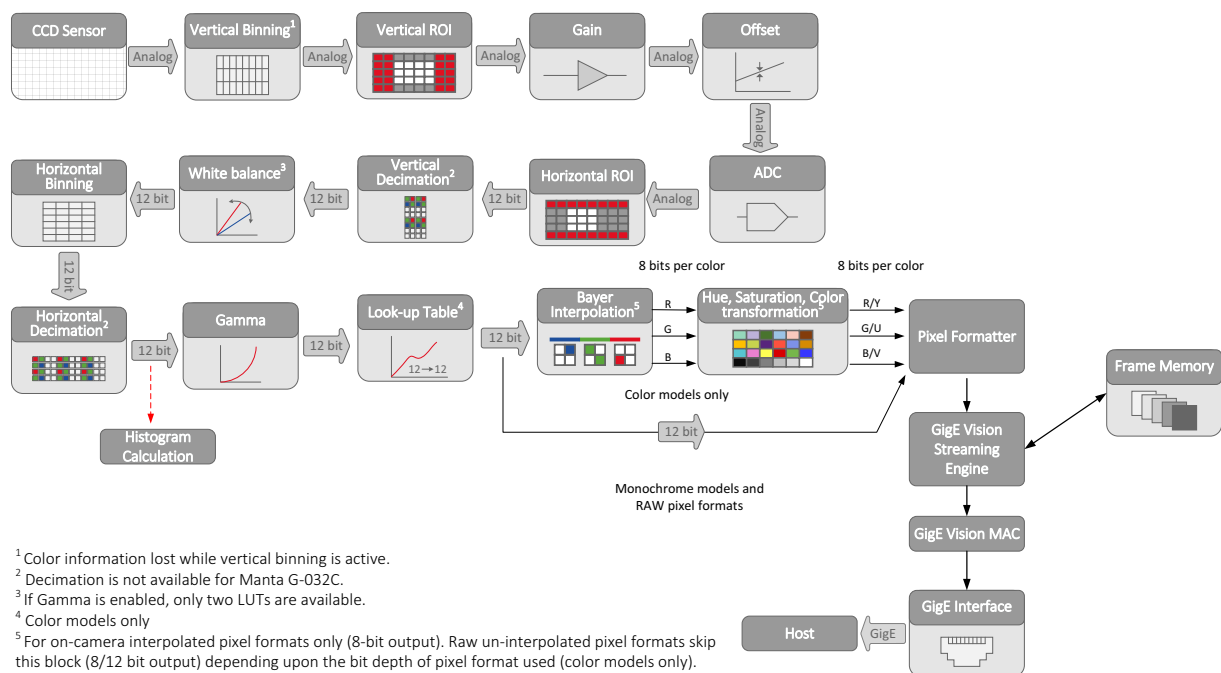 CCD Sensor
Analog
Vertical Binning¹
Analog
Vertical ROI
Analog
Gain
Analog
Offset
Analog
ADC
Analog
Horizontal ROI
12 bit
Vertical
Decimation²
12 bit
White balance³
12 bit
Horizontal
Binning
12 bit
Horizontal
Decimation²
12 bit
Histogram
Calculation
Gamma
12 bit
Look-up Table⁴
12→12
12 bit
Bayer
Interpolation⁵
8 bits per color
R
G
B
Hue, Saturation, Color
transformation⁵
8 bits per color
R/Y
G/U
B/V
Color models only
12 bit
Monochrome models and
RAW pixel formats
Pixel Formatter
GigE Vision
Streaming
Engine
Frame Memory
GigE Vision MAC
GigE Interface
GigE
Host
¹ Color information lost while vertical binning is active.
² Decimation is not available for Manta G-032C.
³ If Gamma is enabled, only two LUTs are available.
⁴ Color models only
⁵ For on-camera interpolated pixel formats only (8-bit output). Raw un-interpolated pixel formats skip
this block (8/12 bit output) depending upon the bit depth of pixel format used (color models only).